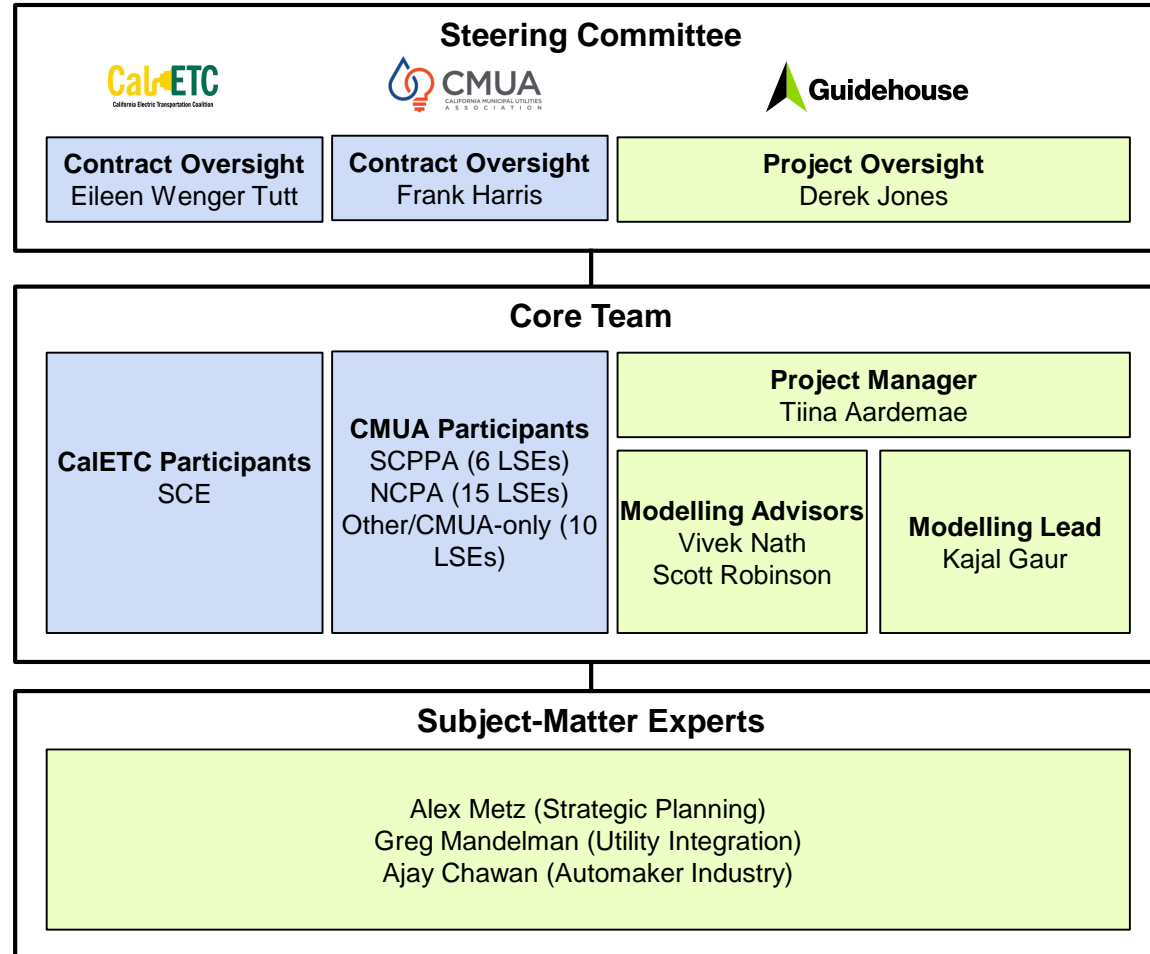 Steering Committee
CalETC
California Electric Transportation Coalition
CMUA
CALIFORNIA MUNICIPAL UTILITIES
ASSOCIATION
Guidehouse
Contract Oversight
Eileen Wenger Tutt
Contract Oversight
Frank Harris
Project Oversight
Derek Jones
Core Team
CalETC Participants
SCE
CMUA Participants
SCPPA (6 LSEs)
NCPA (15 LSEs)
Other/CMUA-only (10
LSEs)
Project Manager
Tiina Aardemae
Modelling Advisors
Vivek Nath
Scott Robinson
Modelling Lead
Kajal Gaur
Subject-Matter Experts
Alex Metz (Strategic Planning)
Greg Mandelman (Utility Integration)
Ajay Chawan (Automaker Industry)